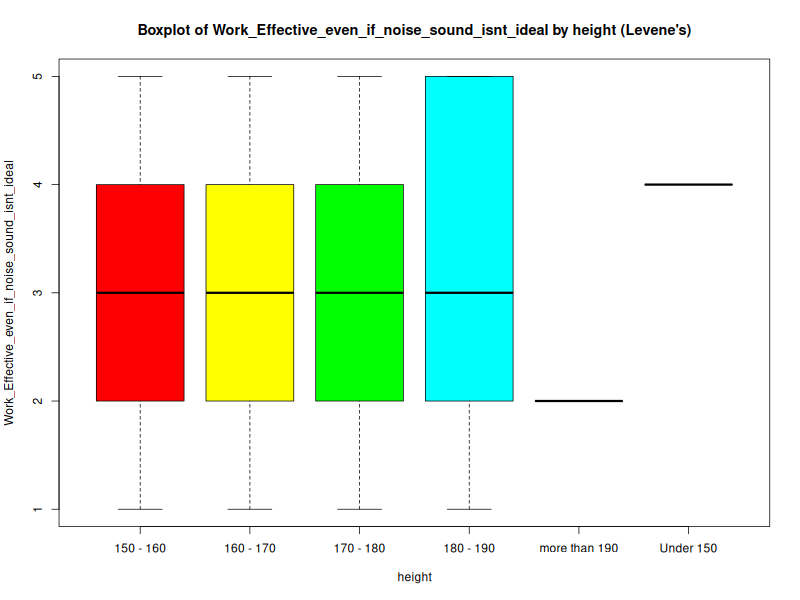 Boxplot of Work_Effective_even_if_noise_sound_isnt_ideal by height (Levene's)
Work_Effective_even_if_noise_sound_isnt_ideal
5
4
3
2
1
150 - 160 160 - 170 170 - 180 180 - 190 more than 190 Under 150
height